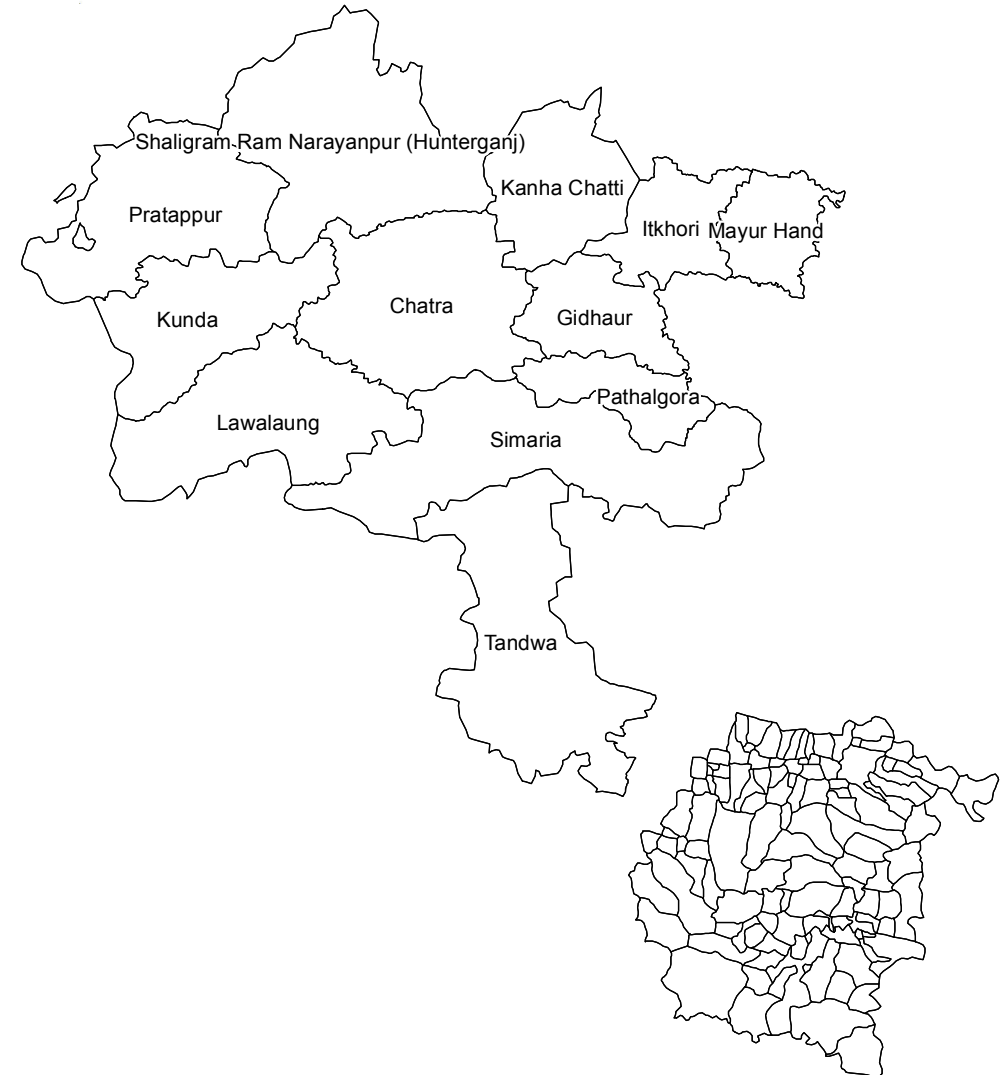 Shaligram Ram Narayanpur (Hunterganj)
Kanha Chatti
Pratappur
Itkhori
Mayur Hand
Chatra
Gidhaur
Kunda
Pathalgora
Lawalaung
Simaria
Tandwa